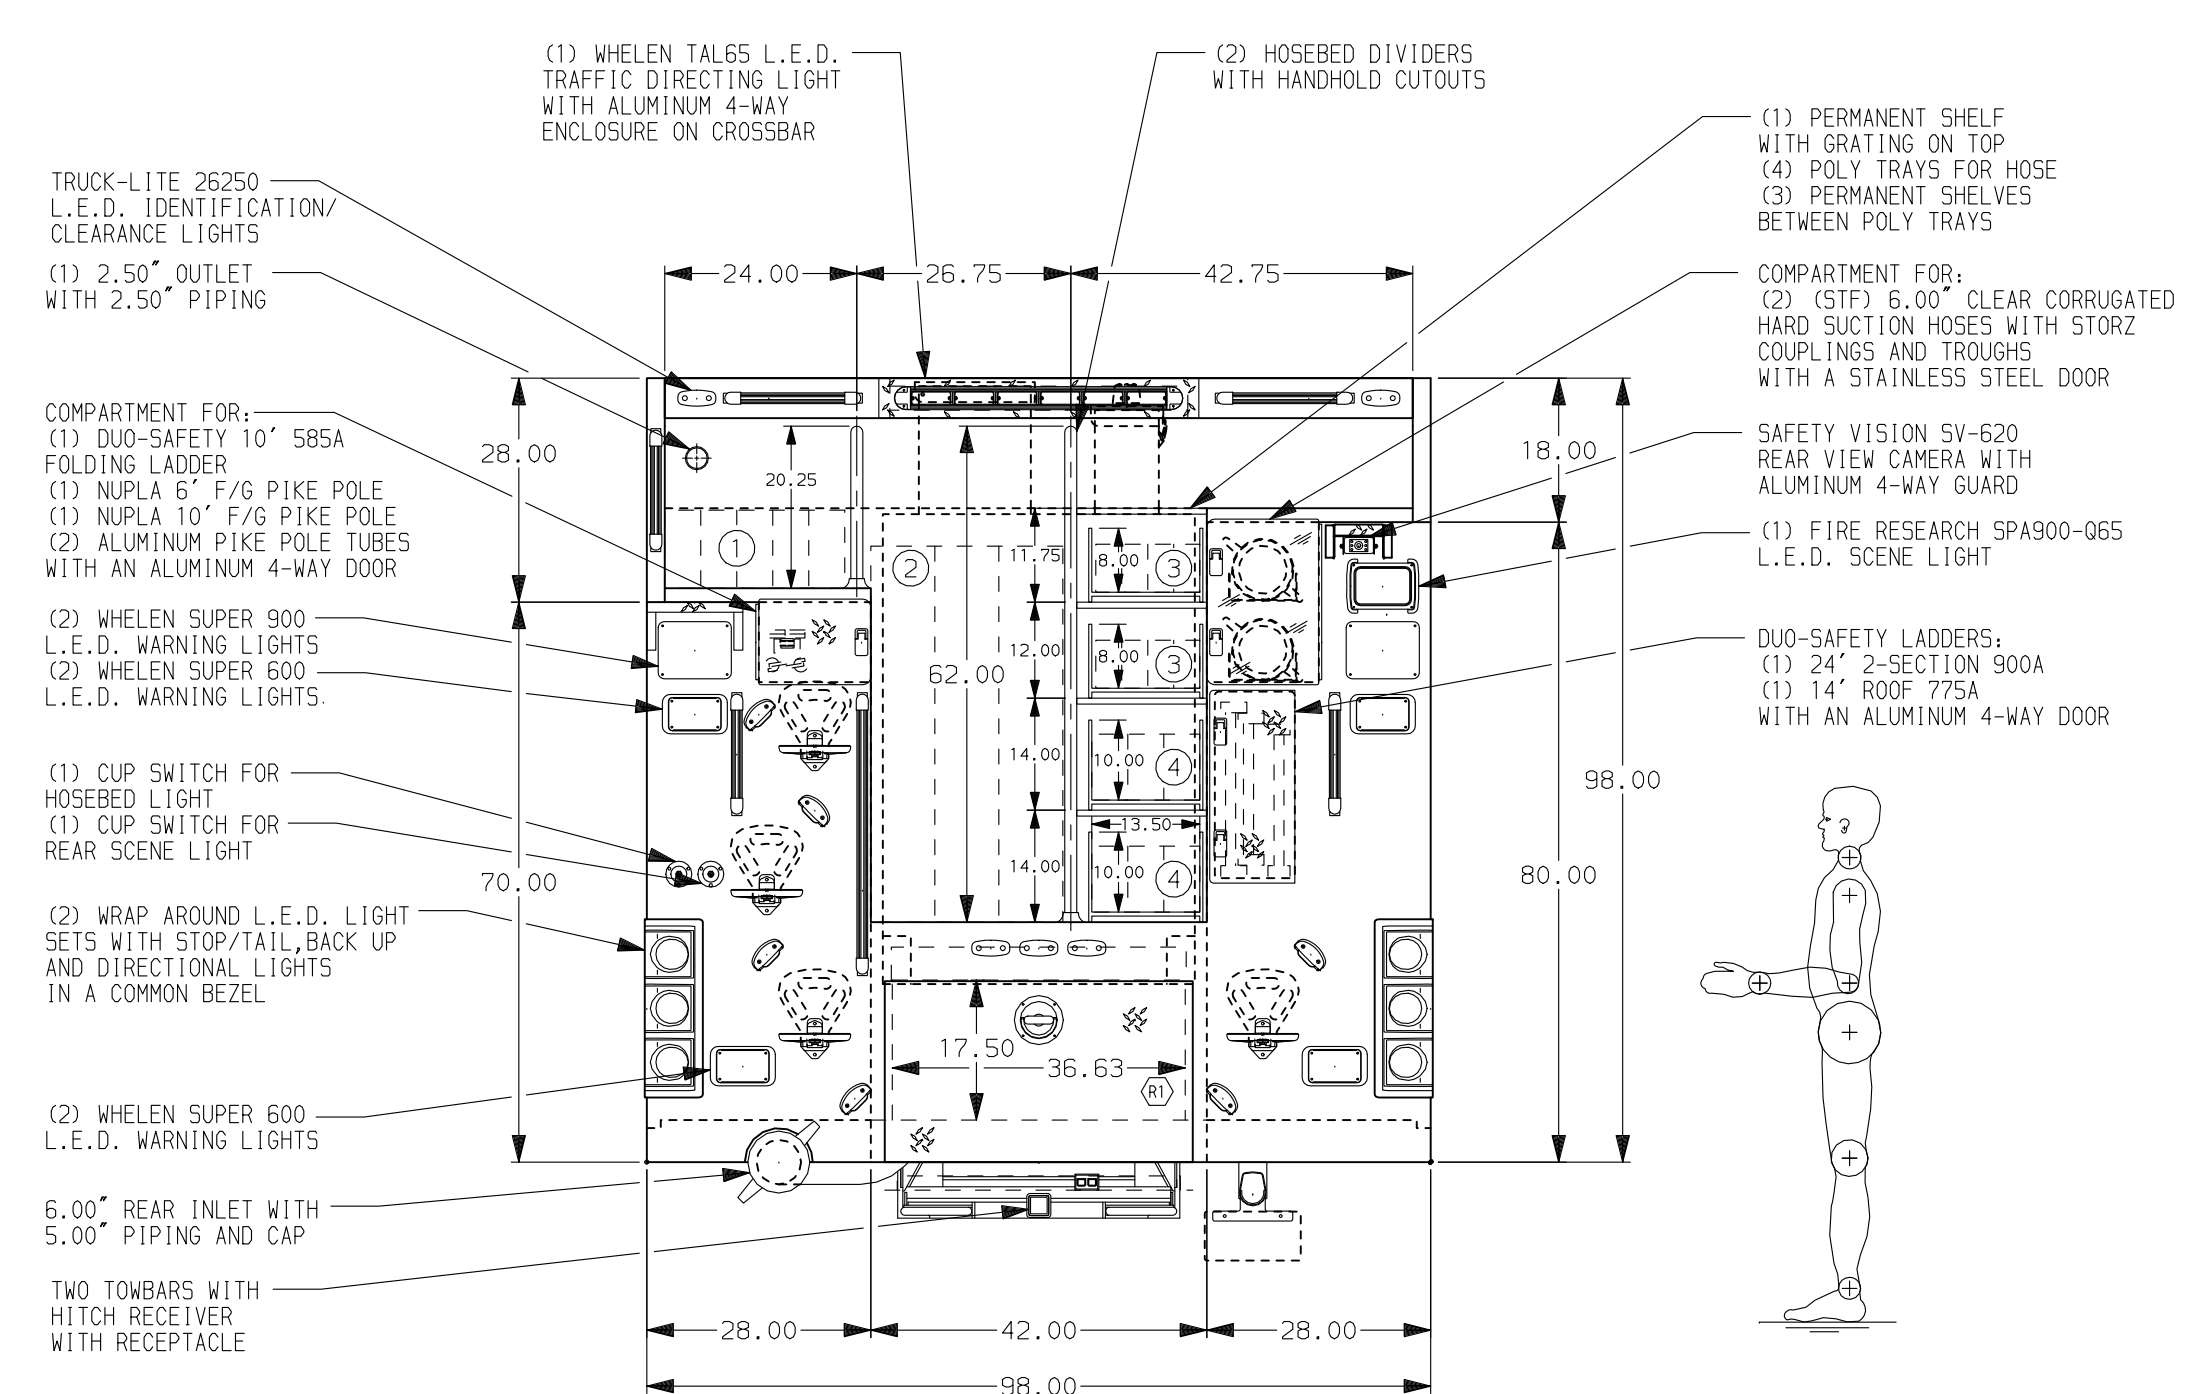 (1) WHELEN TAL65 L.E.D.
TRAFFIC DIRECTING LIGHT
WITH ALUMINUM 4-WAY
ENCLOSURE ON CROSSBAR
(2) HOSEBED DIVIDERS
WITH HANDHOLD CUTOUTS
(1) PERMANENT SHELF
WITH GRATING ON TOP
(4) POLY TRAYS FOR HOSE
(3) PERMANENT SHELVES
BETWEEN POLY TRAYS
TRUCK-LITE 26250
L.E.D. IDENTIFICATION/
CLEARANCE LIGHTS
(1) 2.50" OUTLET
WITH 2.50" PIPING
COMPARTMENT FOR:
(2) (STF) 6.00" CLEAR CORRUGATED
HARD SUCTION HOSES WITH STORZ
COUPLINGS AND TROUGHS
WITH A STAINLESS STEEL DOOR
COMPARTMENT FOR:
(1) DUO-SAFETY 10' 585A
FOLDING LADDER
(1) NUPLA 6' F/G PIKE POLE
(1) NUPLA 10' F/G PIKE POLE
(2) ALUMINUM PIKE POLE TUBES
WITH AN ALUMINUM 4-WAY DOOR
SAFETY VISION SV-620
REAR VIEW CAMERA WITH
ALUMINUM 4-WAY GUARD
(1) FIRE RESEARCH SPA900-Q65
L.E.D. SCENE LIGHT
(2) WHELEN SUPER 900
L.E.D. WARNING LIGHTS
(2) WHELEN SUPER 600
L.E.D. WARNING LIGHTS.
DUO-SAFETY LADDERS:
(1) 24' 2-SECTION 900A
(1) 14' ROOF 775A
WITH AN ALUMINUM 4-WAY DOOR
(1) CUP SWITCH FOR
HOSEBED LIGHT
(1) CUP SWITCH FOR
REAR SCENE LIGHT
(2) WRAP AROUND L.E.D. LIGHT
SETS WITH STOP/TAIL,BACK UP
AND DIRECTIONAL LIGHTS
IN A COMMON BEZEL
(2) WHELEN SUPER 600
L.E.D. WARNING LIGHTS
6.00" REAR INLET WITH
5.00" PIPING AND CAP
TWO TOWBARS WITH
HITCH RECEIVER
WITH RECEPTACLE
24.00
26.75
42.75
28.00
18.00
20.25
1
2
11.75
8.00
3
62.00
12.00
8.00
3
14.00
10.00
4
98.00
13.50
14.00
10.00
4
70.00
80.00
17.50
36.63
R1
28.00
42.00
28.00
98.00